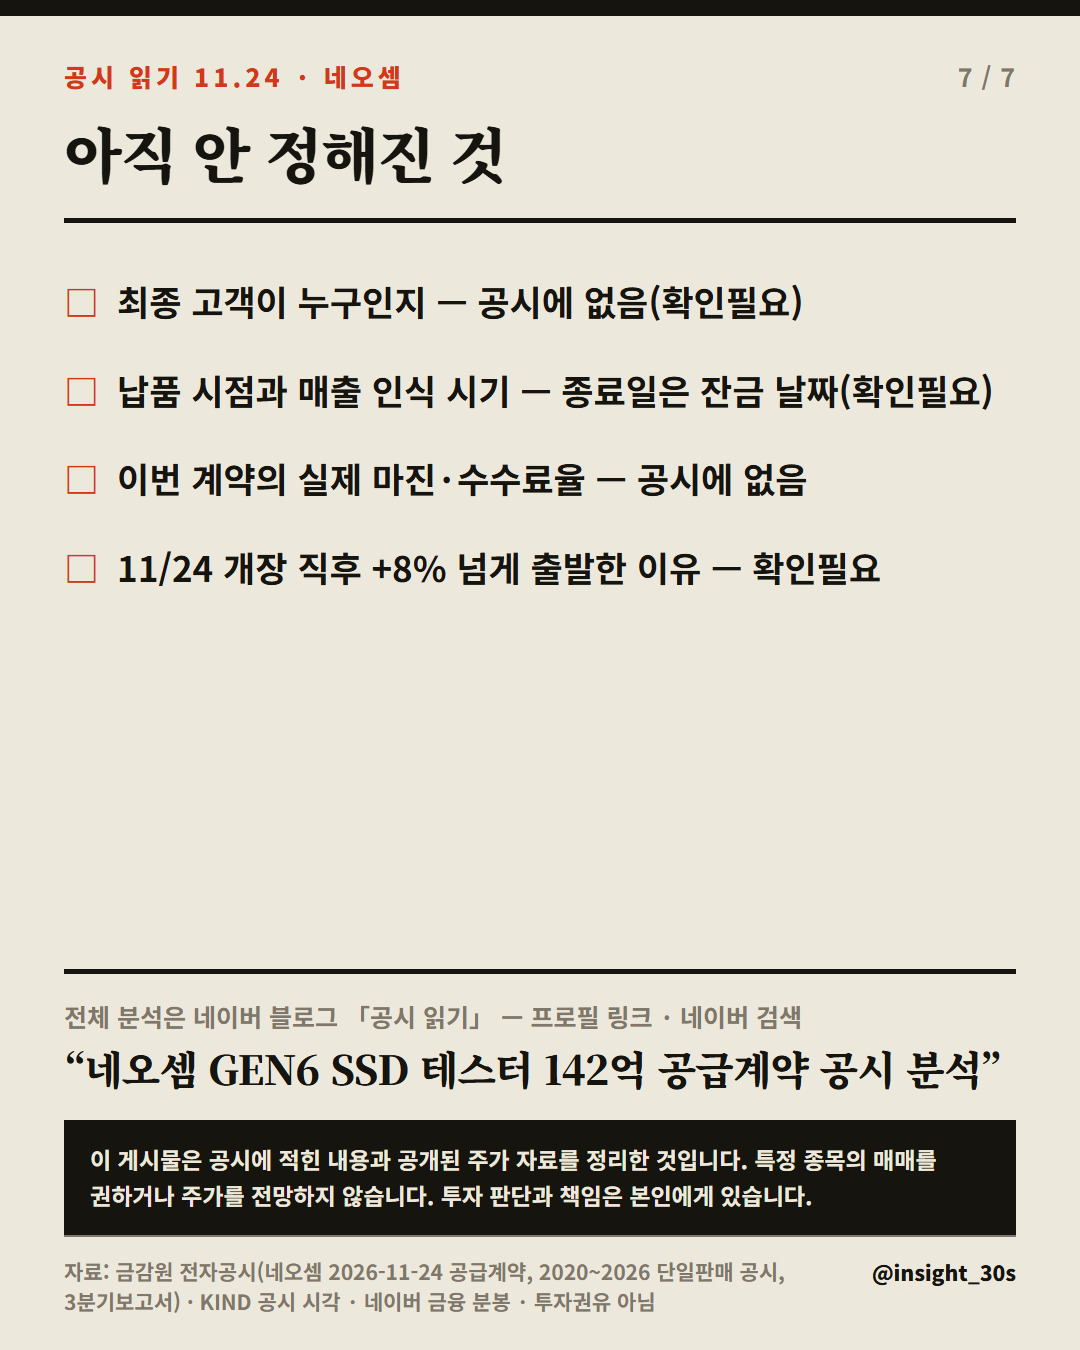 공시 읽기 11.24 · 네오셈
7 / 7
아직 안 정해진 것
□ 최종 고객이 누구인지 — 공시에 없음(확인필요)
□ 납품 시점과 매출 인식 시기 — 종료일은 잔금 날짜(확인필요)
□ 이번 계약의 실제 마진·수수료율 — 공시에 없음
□ 11/24 개장 직후 +8% 넘게 출발한 이유 — 확인필요
전체 분석은 네이버 블로그 「공시 읽기」 — 프로필 링크 · 네이버 검색
“네오셈 GEN6 SSD 테스터 142억 공급계약 공시 분석”
이 게시물은 공시에 적힌 내용과 공개된 주가 자료를 정리한 것입니다. 특정 종목의 매매를
권하거나 주가를 전망하지 않습니다. 투자 판단과 책임은 본인에게 있습니다.
자료: 금감원 전자공시(네오셈 2026-11-24 공급계약, 2020~2026 단일판매 공시,
3분기보고서) · KIND 공시 시각 · 네이버 금융 분봉 · 투자권유 아님
@insight_30s